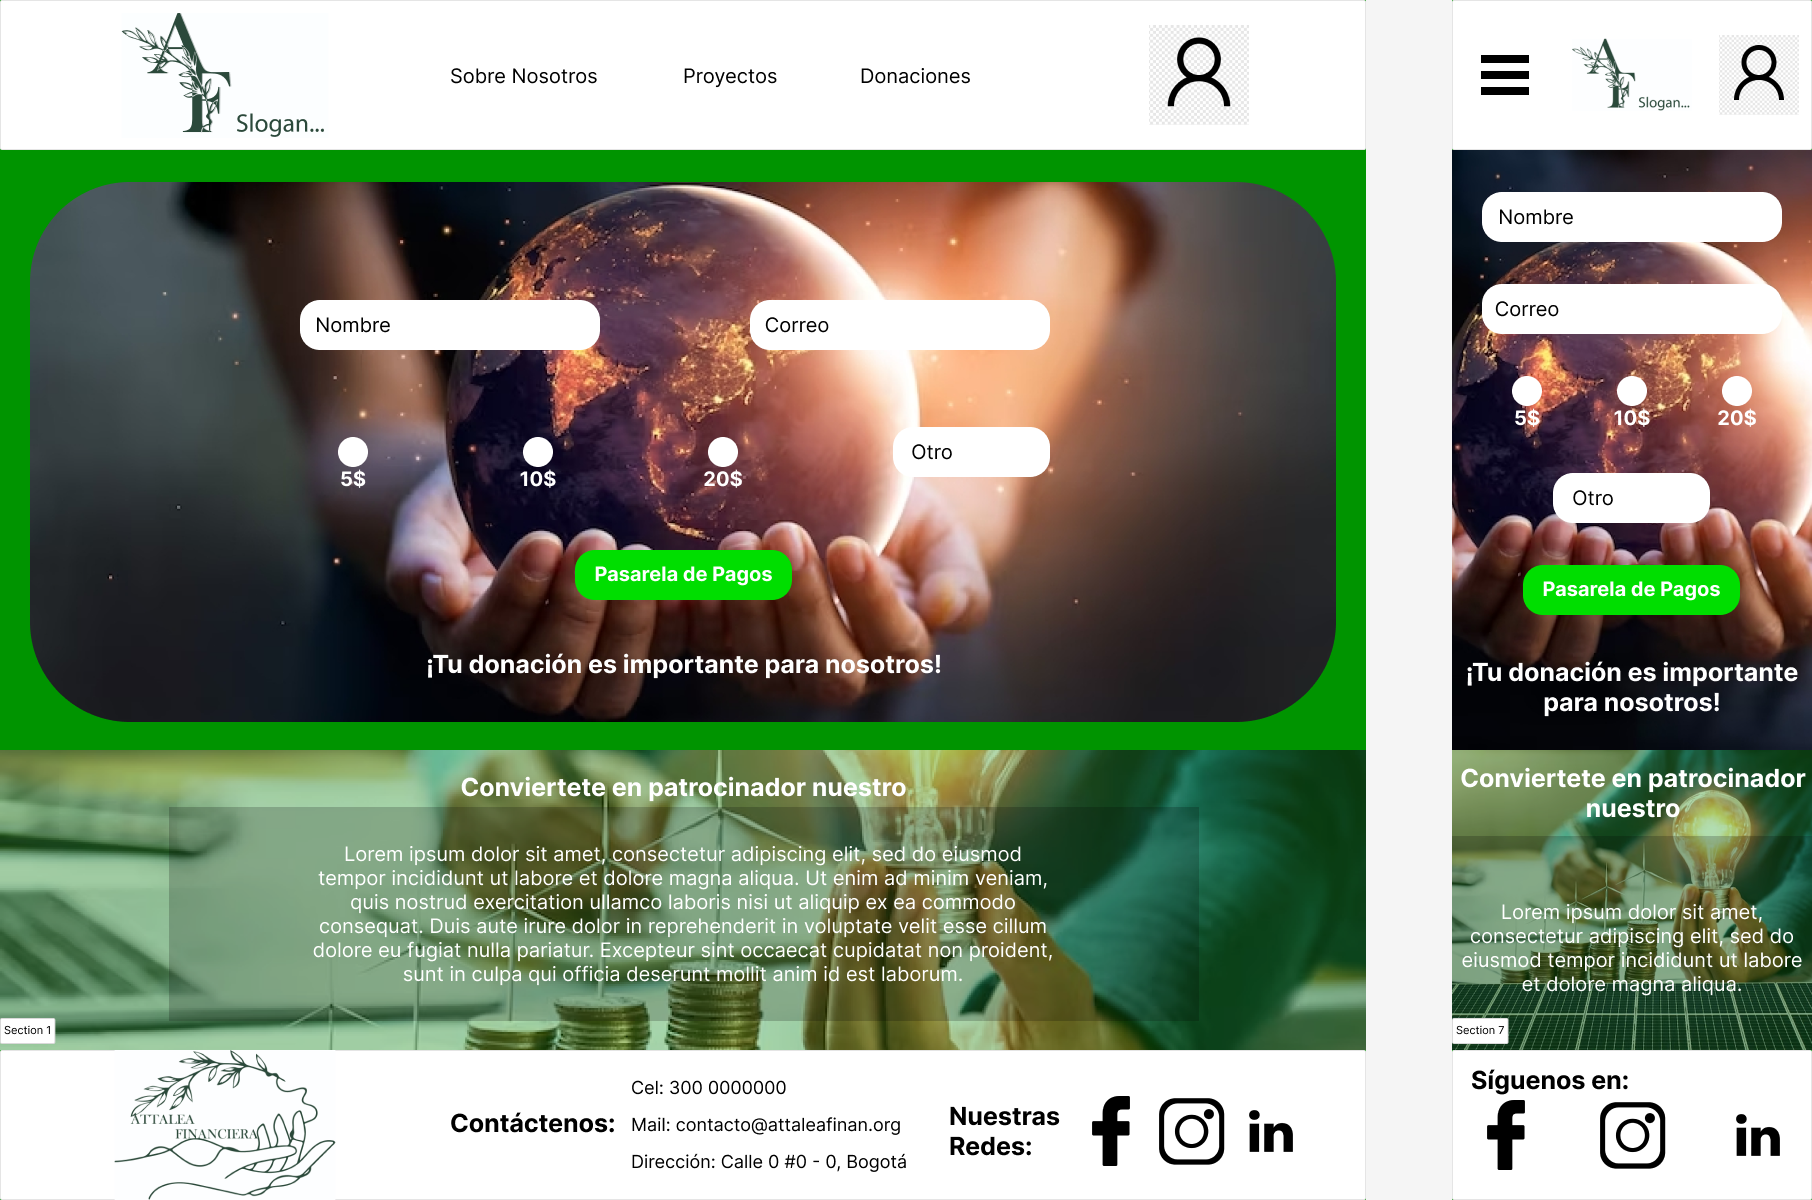 AF
Slogan...
Sobre Nosotros
Proyectos
Donaciones
Nombre
Correo
5$
10$
20$
Otro
Pasarela de Pagos
¡Tu donación es importante para nosotros!
Conviertete en patrocinador nuestro
Lorem ipsum dolor sit amet, consectetur adipiscing elit, sed do eiusmod
tempor incididunt ut labore et dolore magna aliqua. Ut enim ad minim veniam,
quis nostrud exercitation ullamco laboris nisi ut aliquip ex ea commodo
consequat. Duis aute irure dolor in reprehenderit in voluptate velit esse cillum
dolore eu fugiat nulla pariatur. Excepteur sint occaecat cupidatat non proident,
sunt in culpa qui officia deserunt mollit anim id est laborum.
Section 1
ATTALEA
FINANCIERA
Contáctenos:
Cel: 300 0000000
Mail: contacto@attaleafinan.org
Dirección: Calle 0 #0 - 0, Bogotá
Nuestras
Redes:
f
in
AF
Slogan...
Nombre
Correo
5$
10$
20$
Otro
Pasarela de Pagos
¡Tu donación es importante
para nosotros!
Conviertete en patrocinador
nuestro
Lorem ipsum dolor sit amet,
consectetur adipiscing elit, sed do
eiusmod tempor incididunt ut labore
et dolore magna aliqua.
Section 7
Síguenos en:
f
in